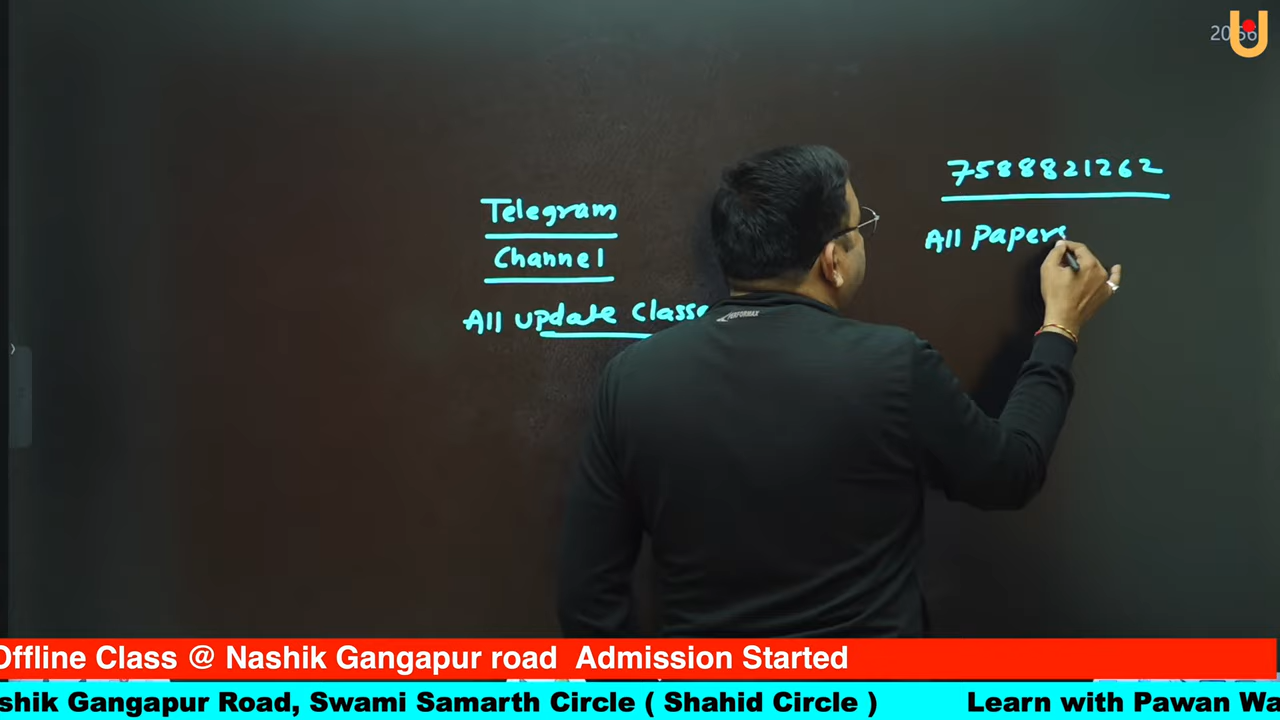 Telegram
Channel
All update Classe
7588821262
All Papers
Offline Class @ Nashik Gangapur road Admission Started
shik Gangapur Road, Swami Samarth Circle ( Shahid Circle ) Learn with Pawan Wa